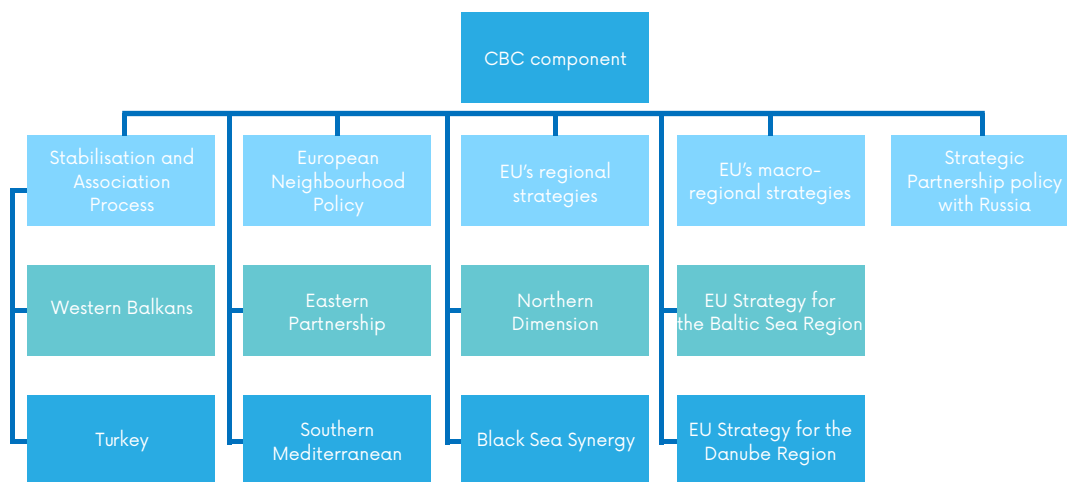 CBC component
Stabilisation and
Association
Process
European
Neighbourhood
Policy
EU’s regional
strategies
EU’s macro-
regional strategies
Strategic
Partnership policy
with Russia
Western Balkans
Eastern
Partnership
Northern
Dimension
EU Strategy for
the Baltic Sea Region
Turkey
Southern
Mediterranean
Black Sea Synergy
EU Strategy for the
Danube Region